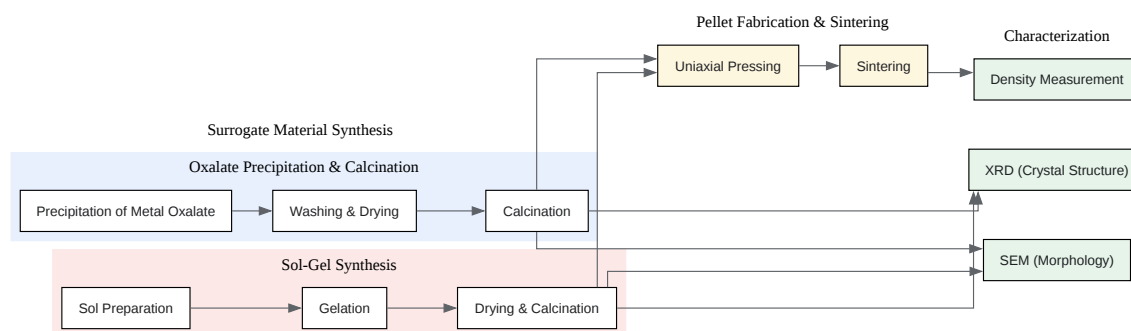 Pellet Fabrication & Sintering
Characterization
Uniaxial Pressing
Sintering
Density Measurement
Surrogate Material Synthesis
Oxalate Precipitation & Calcination
XRD (Crystal Structure)
Precipitation of Metal Oxalate
Washing & Drying
Calcination
SEM (Morphology)
Sol-Gel Synthesis
Sol Preparation
Gelation
Drying & Calcination